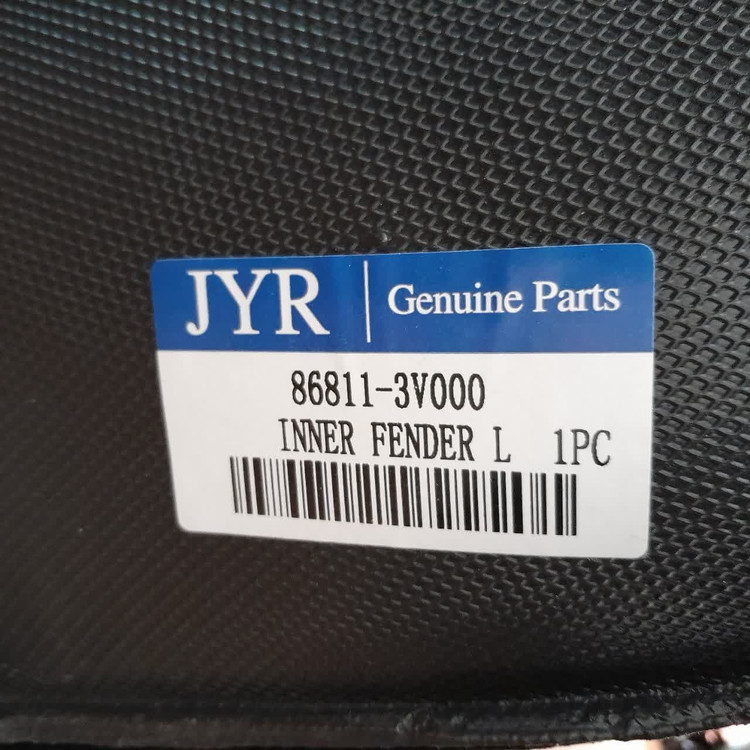 JYR Genuine Parts
86811-3V000
INNER FENDER L 1PC